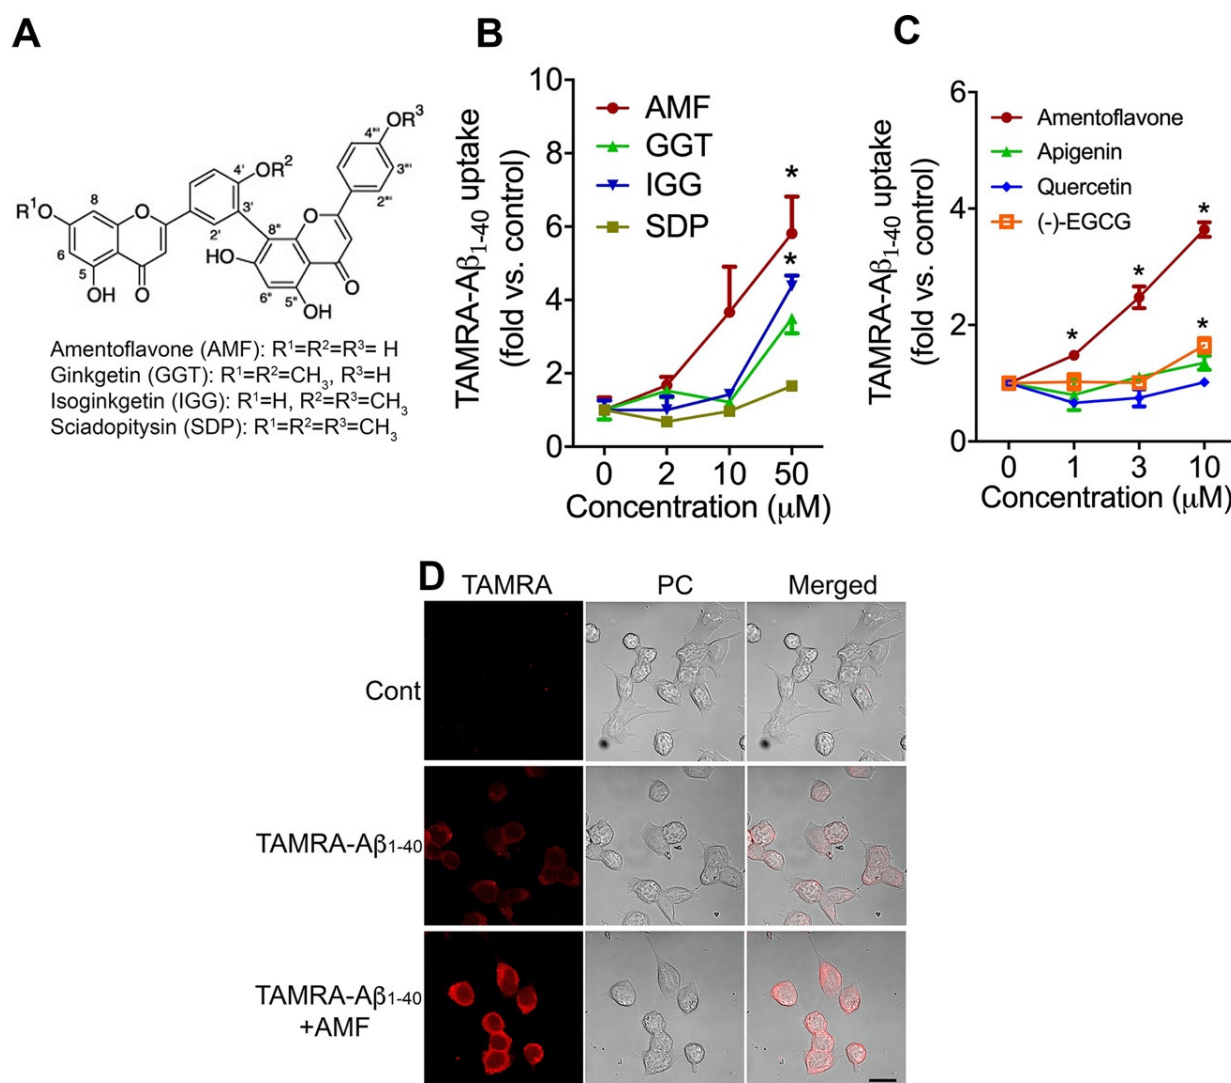 A
OR³
4'''
3'''
2'''
4'
OR²
R¹O
8
O
3'
2'
8"
O
6
5
O
HO
O
OH
O
6"
5"
OH
Amentoflavone (AMF): R¹=R²=R³= H
Ginkgetin (GGT): R¹=R²=CH₃, R³=H
Isoginkgetin (IGG): R¹=H, R²=R³=CH₃
Sciadopitysin (SDP): R¹=R²=R³=CH₃
B
TAMRA-Aβ₁₋₄₀ uptake
(fold vs. control)
10
8
6
4
2
0
AMF
GGT
IGG
SDP
*
*
0 2 10 50
Concentration (μM)
C
TAMRA-Aβ₁₋₄₀ uptake
(fold vs. control)
6
4
2
0
Amentoflavone
Apigenin
Quercetin
(-)-EGCG
*
*
*
*
0 1 3 10
Concentration (μM)
D
TAMRA PC Merged
Cont
TAMRA-Aβ₁₋₄₀
TAMRA-Aβ₁₋₄₀
+AMF